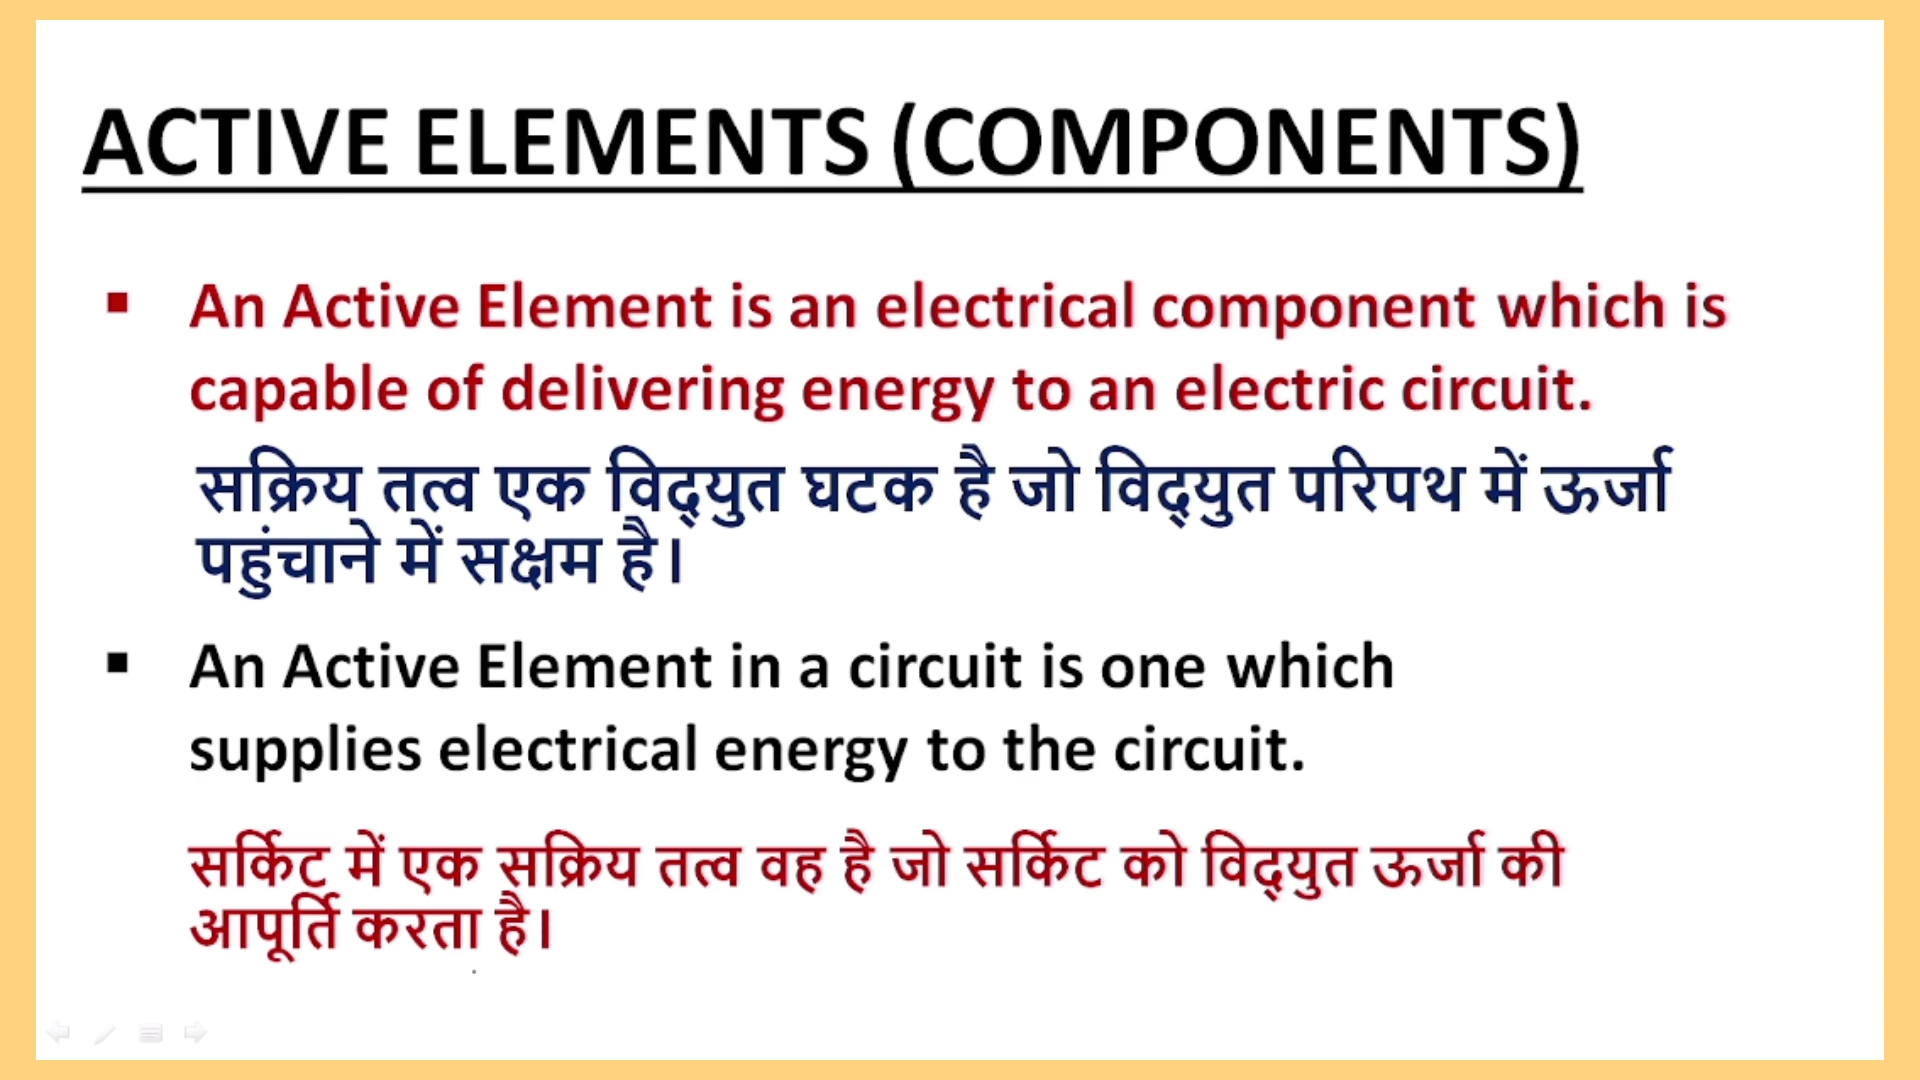 ACTIVE ELEMENTS (COMPONENTS)
▪ An Active Element is an electrical component which is
capable of delivering energy to an electric circuit.
सक्रिय तत्व एक विद्युत घटक है जो विद्युत परिपथ में ऊर्जा
पहुंचाने में सक्षम है।
▪ An Active Element in a circuit is one which
supplies electrical energy to the circuit.
सर्किट में एक सक्रिय तत्व वह है जो सर्किट को विद्युत ऊर्जा की
आपूर्ति करता है।